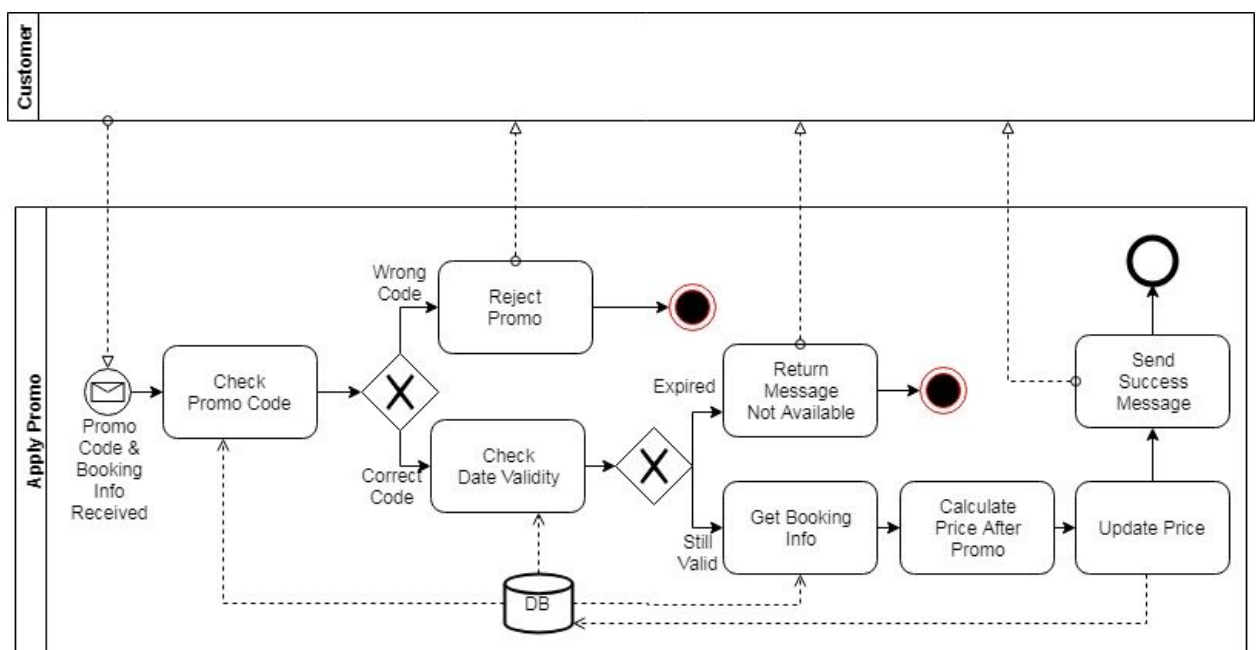 Customer
Apply Promo
Promo
Code &
Booking
Info
Received
Check
Promo Code
Wrong
Code
Reject
Promo
Correct
Code
Check
Date Validity
Expired
Return
Message
Not Available
Still
Valid
Get Booking
Info
Calculate
Price After
Promo
Update Price
Send
Success
Message
DB